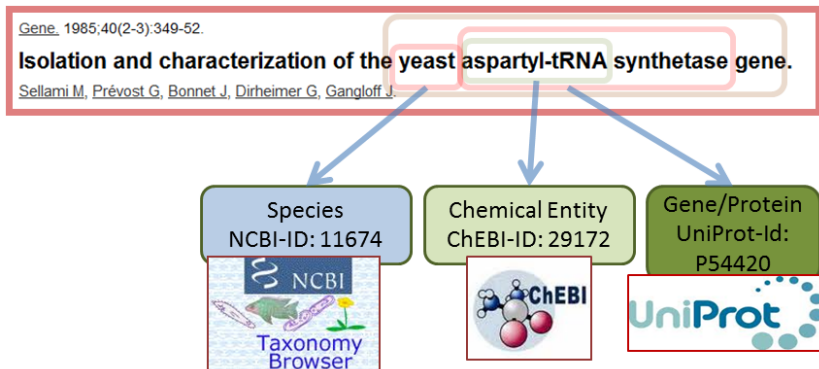 Gene. 1985;40(2-3):349-52.
Isolation and characterization of the yeast aspartyl-tRNA synthetase gene.
Sellami M, Prévost G, Bonnet J, Dirheimer G, Gangloff J.
Species
NCBI-ID: 11674
Chemical Entity
ChEBI-ID: 29172
Gene/Protein
UniProt-Id:
P54420
NCBI
Taxonomy
Browser
ChEBI
UniProt